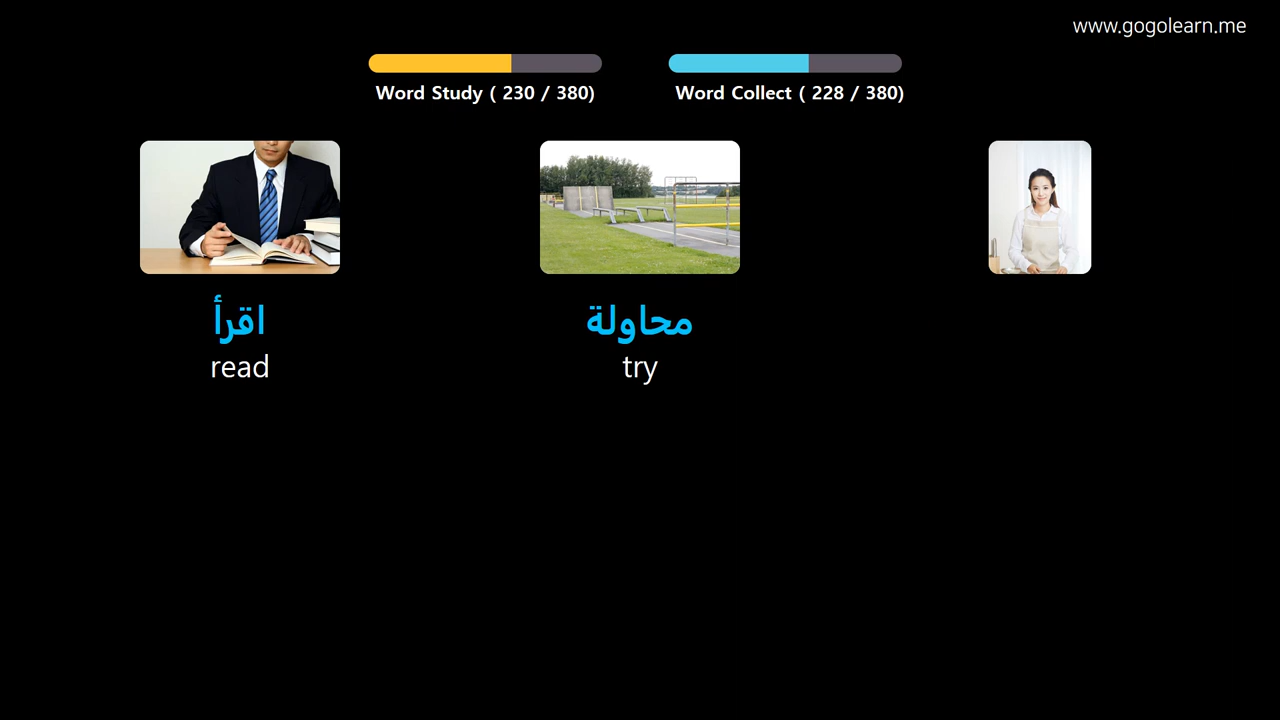 www.gogolearn.me
Word Study ( 230 / 380)
Word Collect ( 228 / 380)
اقرأ
read
محاولة
try